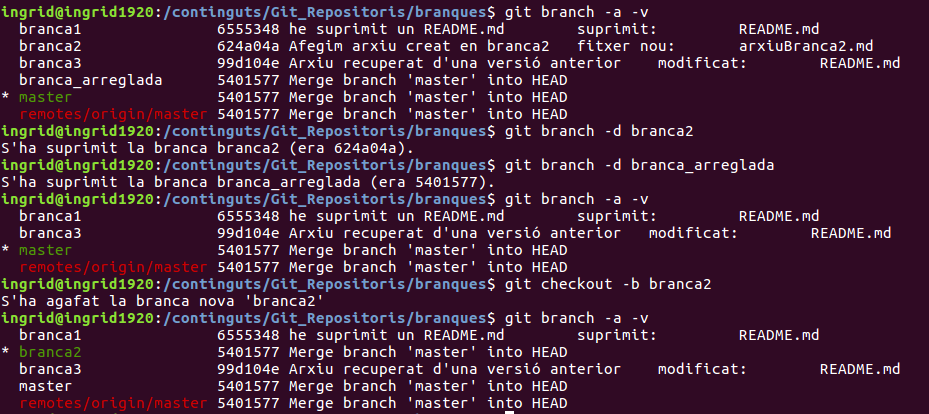 ingrid@ingrid1920:/continguts/Git_Repositoris/branques$ git branch -a -v
  branca1               6555348 he suprimit un README.md        suprimit:         README.md
  branca2               624a04a Afegim arxiu creat en branca2   fitxer nou:       arxiuBranca2.md
  branca3               99d104e Arxiu recuperat d'una versió anterior    modificat:        README.md
  branca_arreglada      5401577 Merge branch 'master' into HEAD
* master                5401577 Merge branch 'master' into HEAD
  remotes/origin/master 5401577 Merge branch 'master' into HEAD
ingrid@ingrid1920:/continguts/Git_Repositoris/branques$ git branch -d branca2
S'ha suprimit la branca branca2 (era 624a04a).
ingrid@ingrid1920:/continguts/Git_Repositoris/branques$ git branch -d branca_arreglada
S'ha suprimit la branca branca_arreglada (era 5401577).
ingrid@ingrid1920:/continguts/Git_Repositoris/branques$ git branch -a -v
  branca1               6555348 he suprimit un README.md        suprimit:         README.md
  branca3               99d104e Arxiu recuperat d'una versió anterior   modificat:        README.md
* master                5401577 Merge branch 'master' into HEAD
  remotes/origin/master 5401577 Merge branch 'master' into HEAD
ingrid@ingrid1920:/continguts/Git_Repositoris/branques$ git checkout -b branca2
S'ha agafat la branca nova 'branca2'
ingrid@ingrid1920:/continguts/Git_Repositoris/branques$ git branch -a -v
  branca1               6555348 he suprimit un README.md        suprimit:         README.md
* branca2               5401577 Merge branch 'master' into HEAD
  branca3               99d104e Arxiu recuperat d'una versió anterior    modificat:        README.md
  master                5401577 Merge branch 'master' into HEAD
  remotes/origin/master 5401577 Merge branch 'master' into HEAD